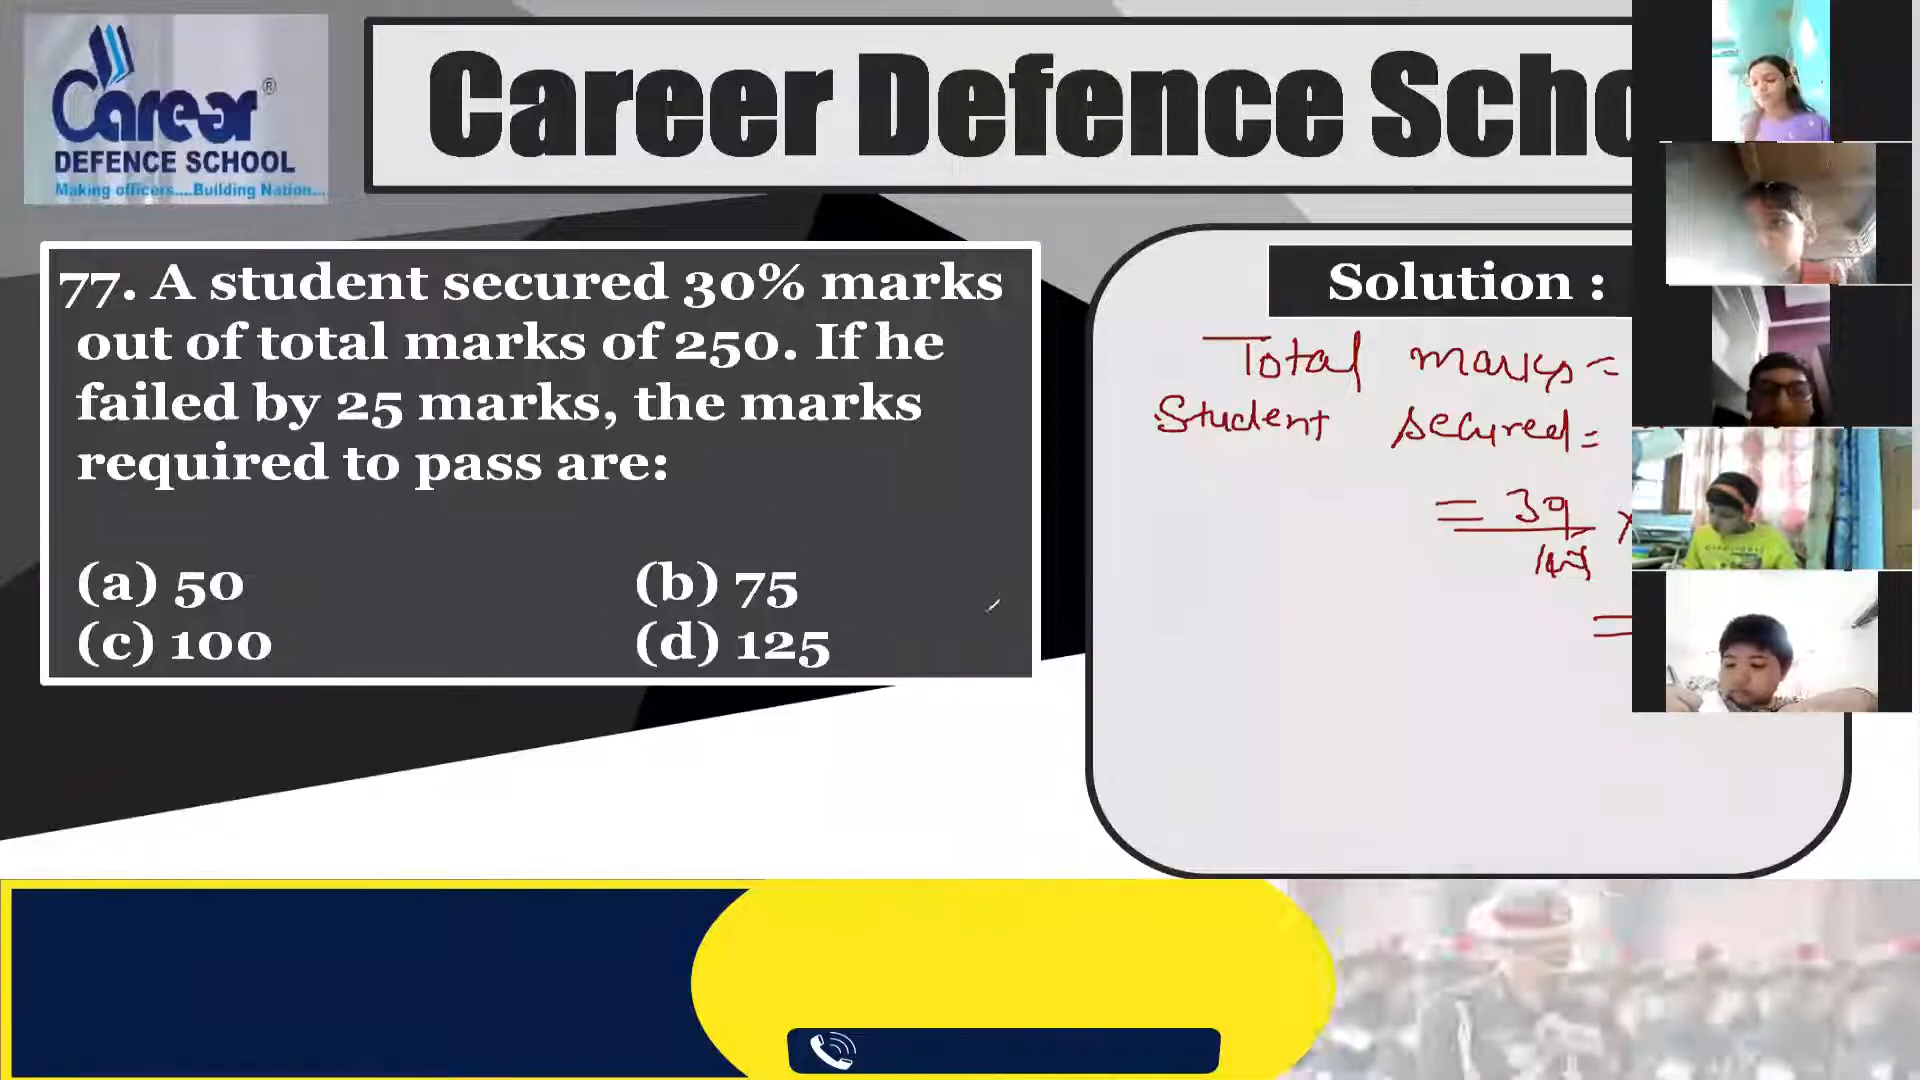 Career®
DEFENCE SCHOOL
Making officers....Building Nation...
Career Defence Scho
77. A student secured 30% marks
out of total marks of 250. If he
failed by 25 marks, the marks
required to pass are:
(a) 50 (b) 75
(c) 100 (d) 125
Solution :
Total marks =
Student secured =
= 30
=